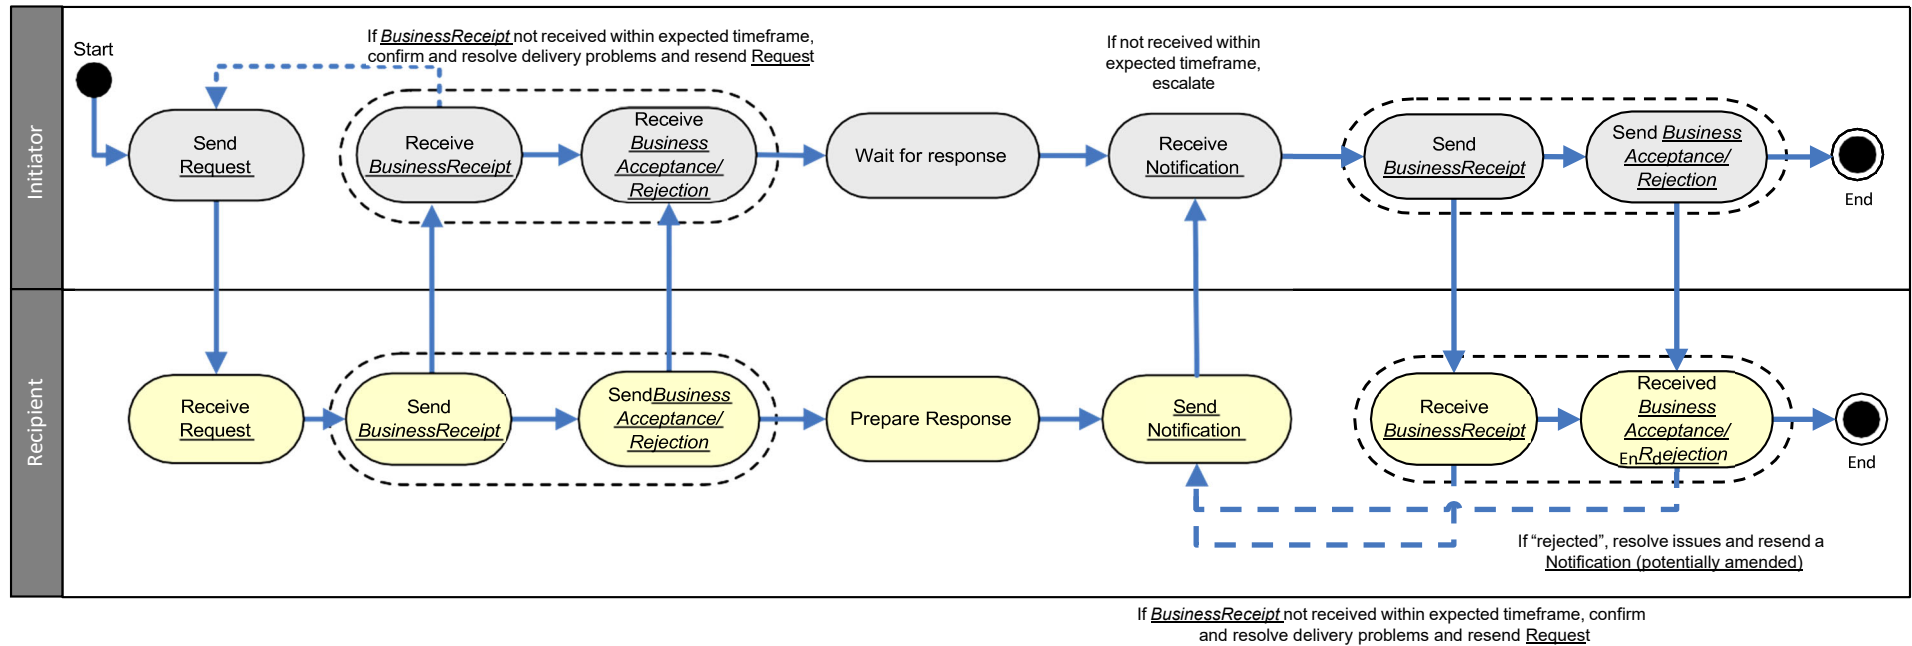 Initiator
Start
If BusinessReceipt not received within expected timeframe,
confirm and resolve delivery problems and resend Request
If not received within
expected timeframe,
escalate
Send
Request
Receive
BusinessReceipt
Receive
Business
Acceptance/
Rejection
Wait for response
Receive
Notification
Send
BusinessReceipt
Send Business
Acceptance/
Rejection
End
Recipient
Receive
Request
Send
BusinessReceipt
SendBusiness
Acceptance/
Rejection
Prepare Response
Send
Notification
Receive
BusinessReceipt
Received
Business
Acceptance/
EnRdejection
End
If “rejected”, resolve issues and resend a
Notification (potentially amended)
If BusinessReceipt not received within expected timeframe, confirm
and resolve delivery problems and resend Request